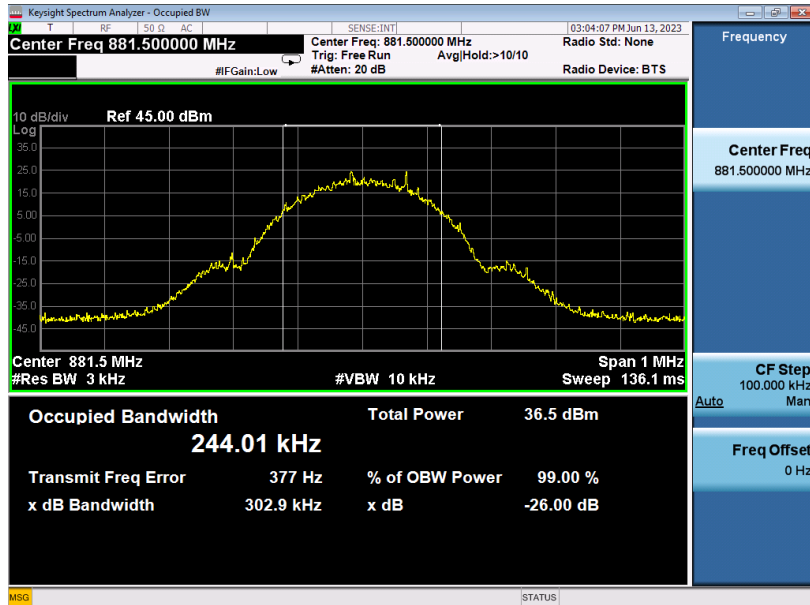 Keysight Spectrum Analyzer - Occupied BW
LXI T RF 50 Ω AC SENSE:INT 03:04:07 PM Jun 13, 2023
Center Freq 881.500000 MHz
Center Freq: 881.500000 MHz Radio Std: None
Trig: Free Run Avg|Hold:>10/10
#IFGain:Low #Atten: 20 dB Radio Device: BTS
10 dB/div Ref 45.00 dBm
Log
35.0
25.0
15.0
5.00
-5.00
-15.0
-25.0
-35.0
-45.0
Center 881.5 MHz Span 1 MHz
#Res BW 3 kHz #VBW 10 kHz Sweep 136.1 ms
Occupied Bandwidth Total Power 36.5 dBm
244.01 kHz
Transmit Freq Error 377 Hz % of OBW Power 99.00 %
x dB Bandwidth 302.9 kHz x dB -26.00 dB
MSG STATUS
Frequency
Center Freq
881.500000 MHz
CF Step
100.000 kHz
Auto Man
Freq Offset
0 Hz